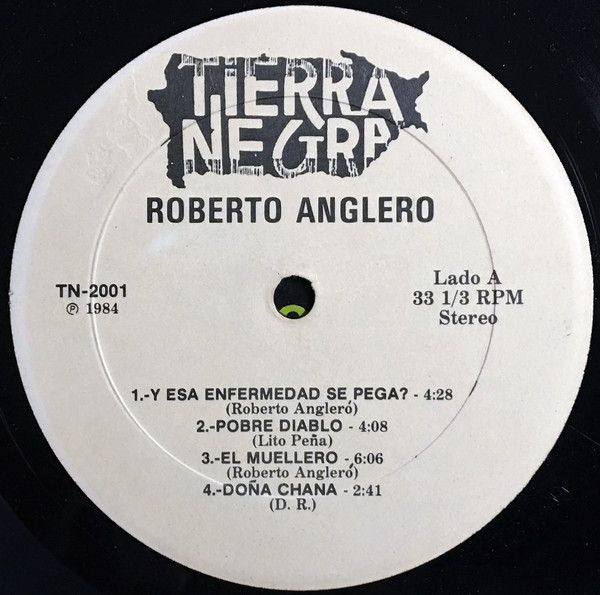 TiERRA
NEGRA
ROBERTO ANGLERO
TN-2001
℗ 1984
Lado A
33 1/3 RPM
Stereo
1.-Y ESA ENFERMEDAD SE PEGA? - 4:28
(Roberto Angleró)
2.-POBRE DIABLO - 4:08
(Lito Peña)
3.-EL MUELLERO - 6:06
(Roberto Angleró)
4.-DOÑA CHANA - 2:41
(D. R.)